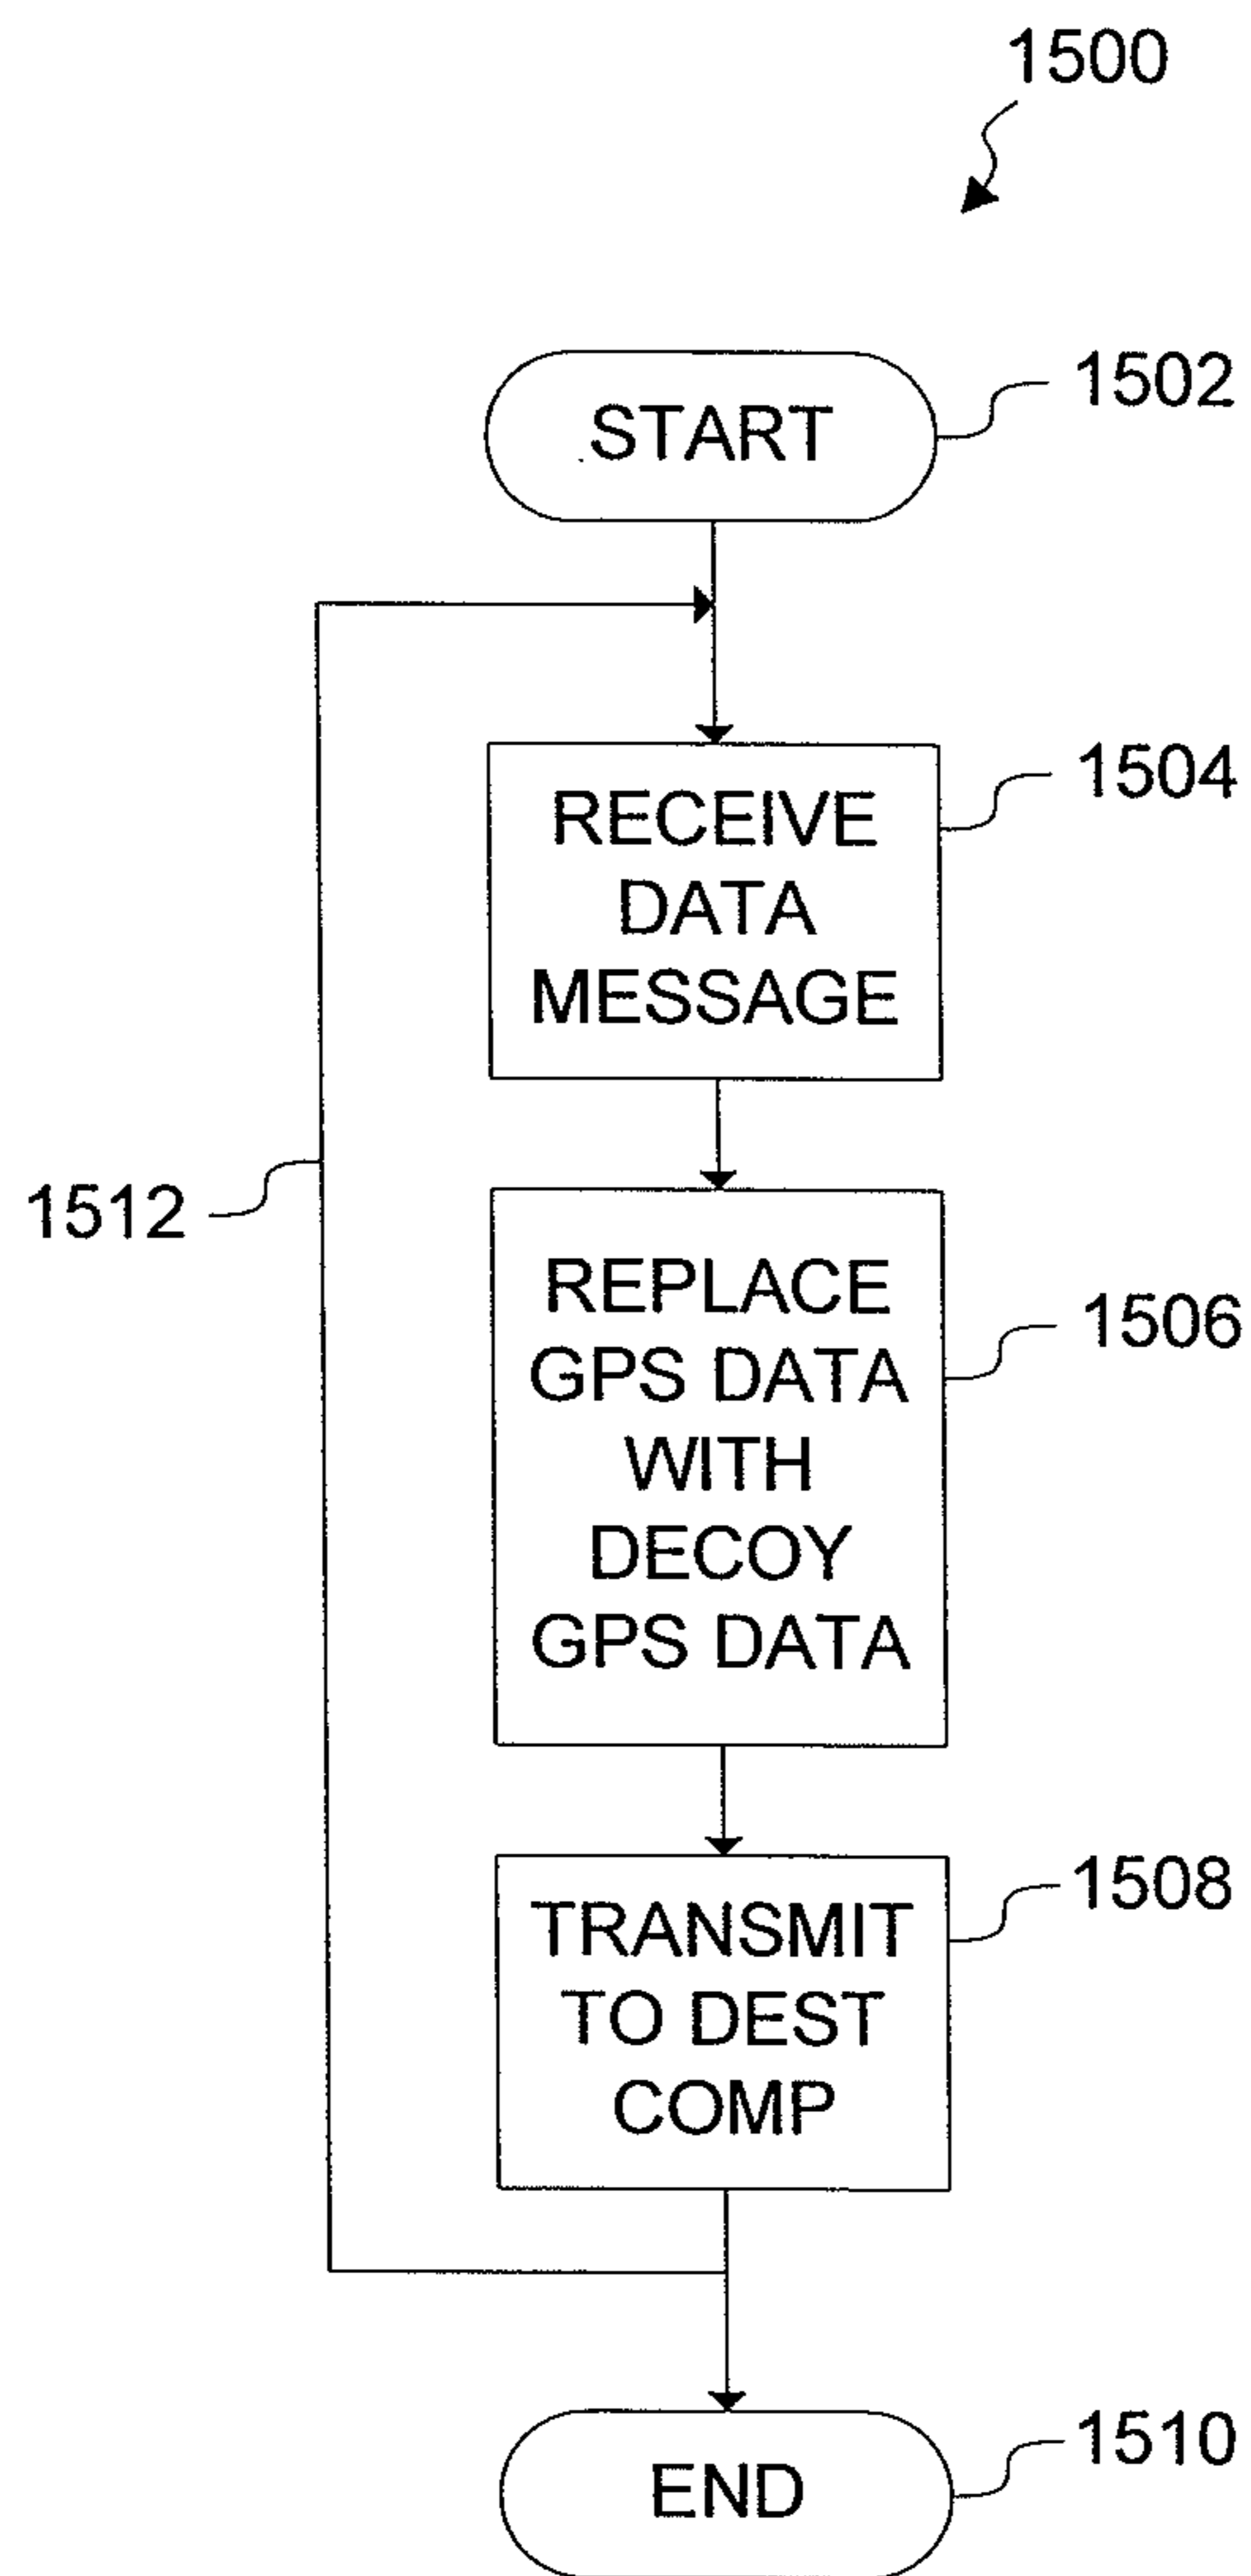 1500
START
1502
RECEIVE
DATA
MESSAGE
1504
1512
REPLACE
GPS DATA
WITH
DECOY
GPS DATA
1506
TRANSMIT
TO DEST
COMP
1508
END
1510